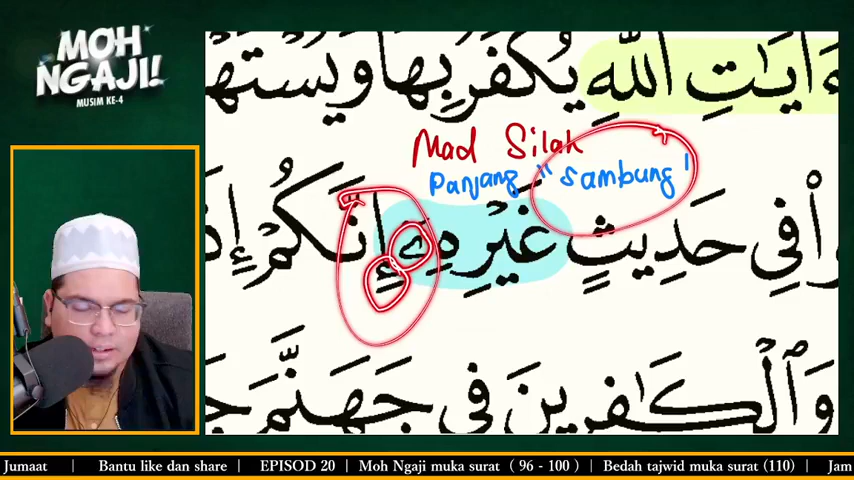 MOH
NGAJI!
MUSIM KE-4
ءَايَـٰتِ ٱللَّهِ يُكْفَرُ بِهَا وَيُسْتَهْ
Mad Silah
Panjang "sambung"
فِى حَدِيثٍ غَيْرِهِۦٓ إِنَّكُمْ إِ
وَٱلْكَـٰفِرِينَ فِى جَهَنَّمَ جَ
Jumaat | Bantu like dan share | EPISOD 20 | Moh Ngaji muka surat ( 96 - 100 ) | Bedah tajwid muka surat (110) | Jam